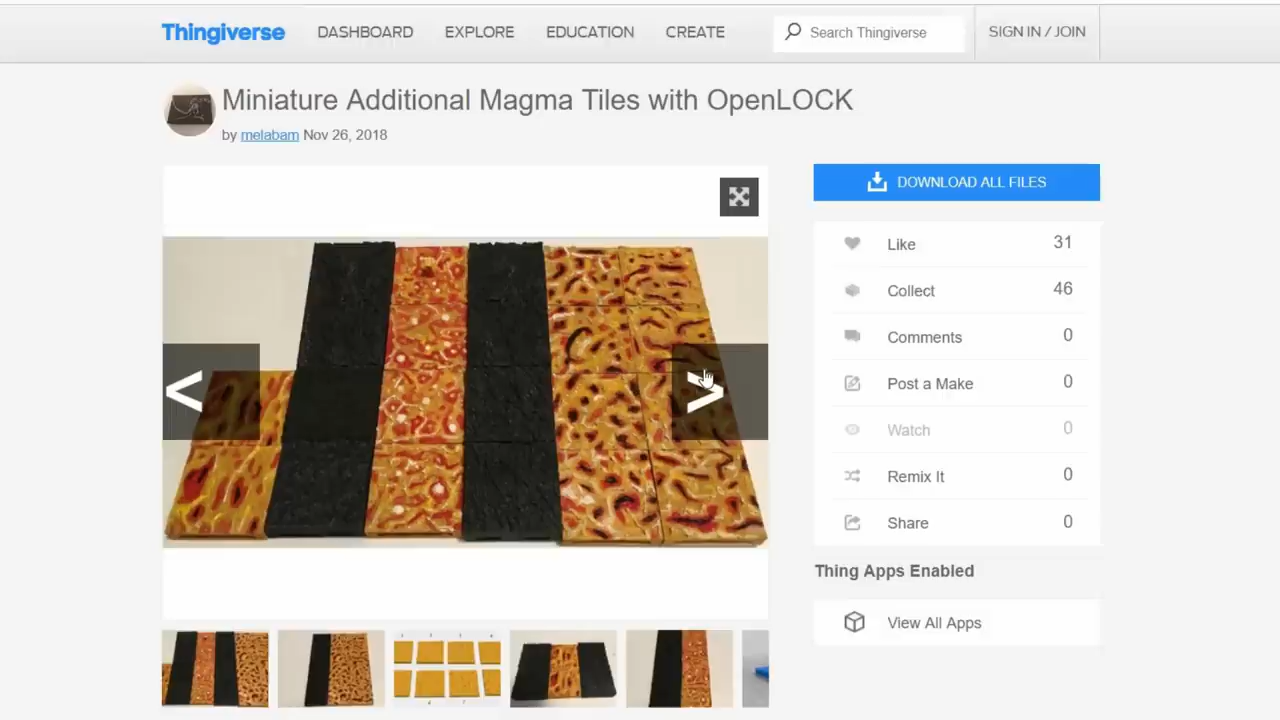 Thingiverse DASHBOARD EXPLORE EDUCATION CREATE Search Thingiverse SIGN IN / JOIN
Miniature Additional Magma Tiles with OpenLOCK
by melabam Nov 26, 2018
DOWNLOAD ALL FILES
Like 31
Collect 46
Comments 0
Post a Make 0
Watch 0
Remix It 0
Share 0
Thing Apps Enabled
View All Apps